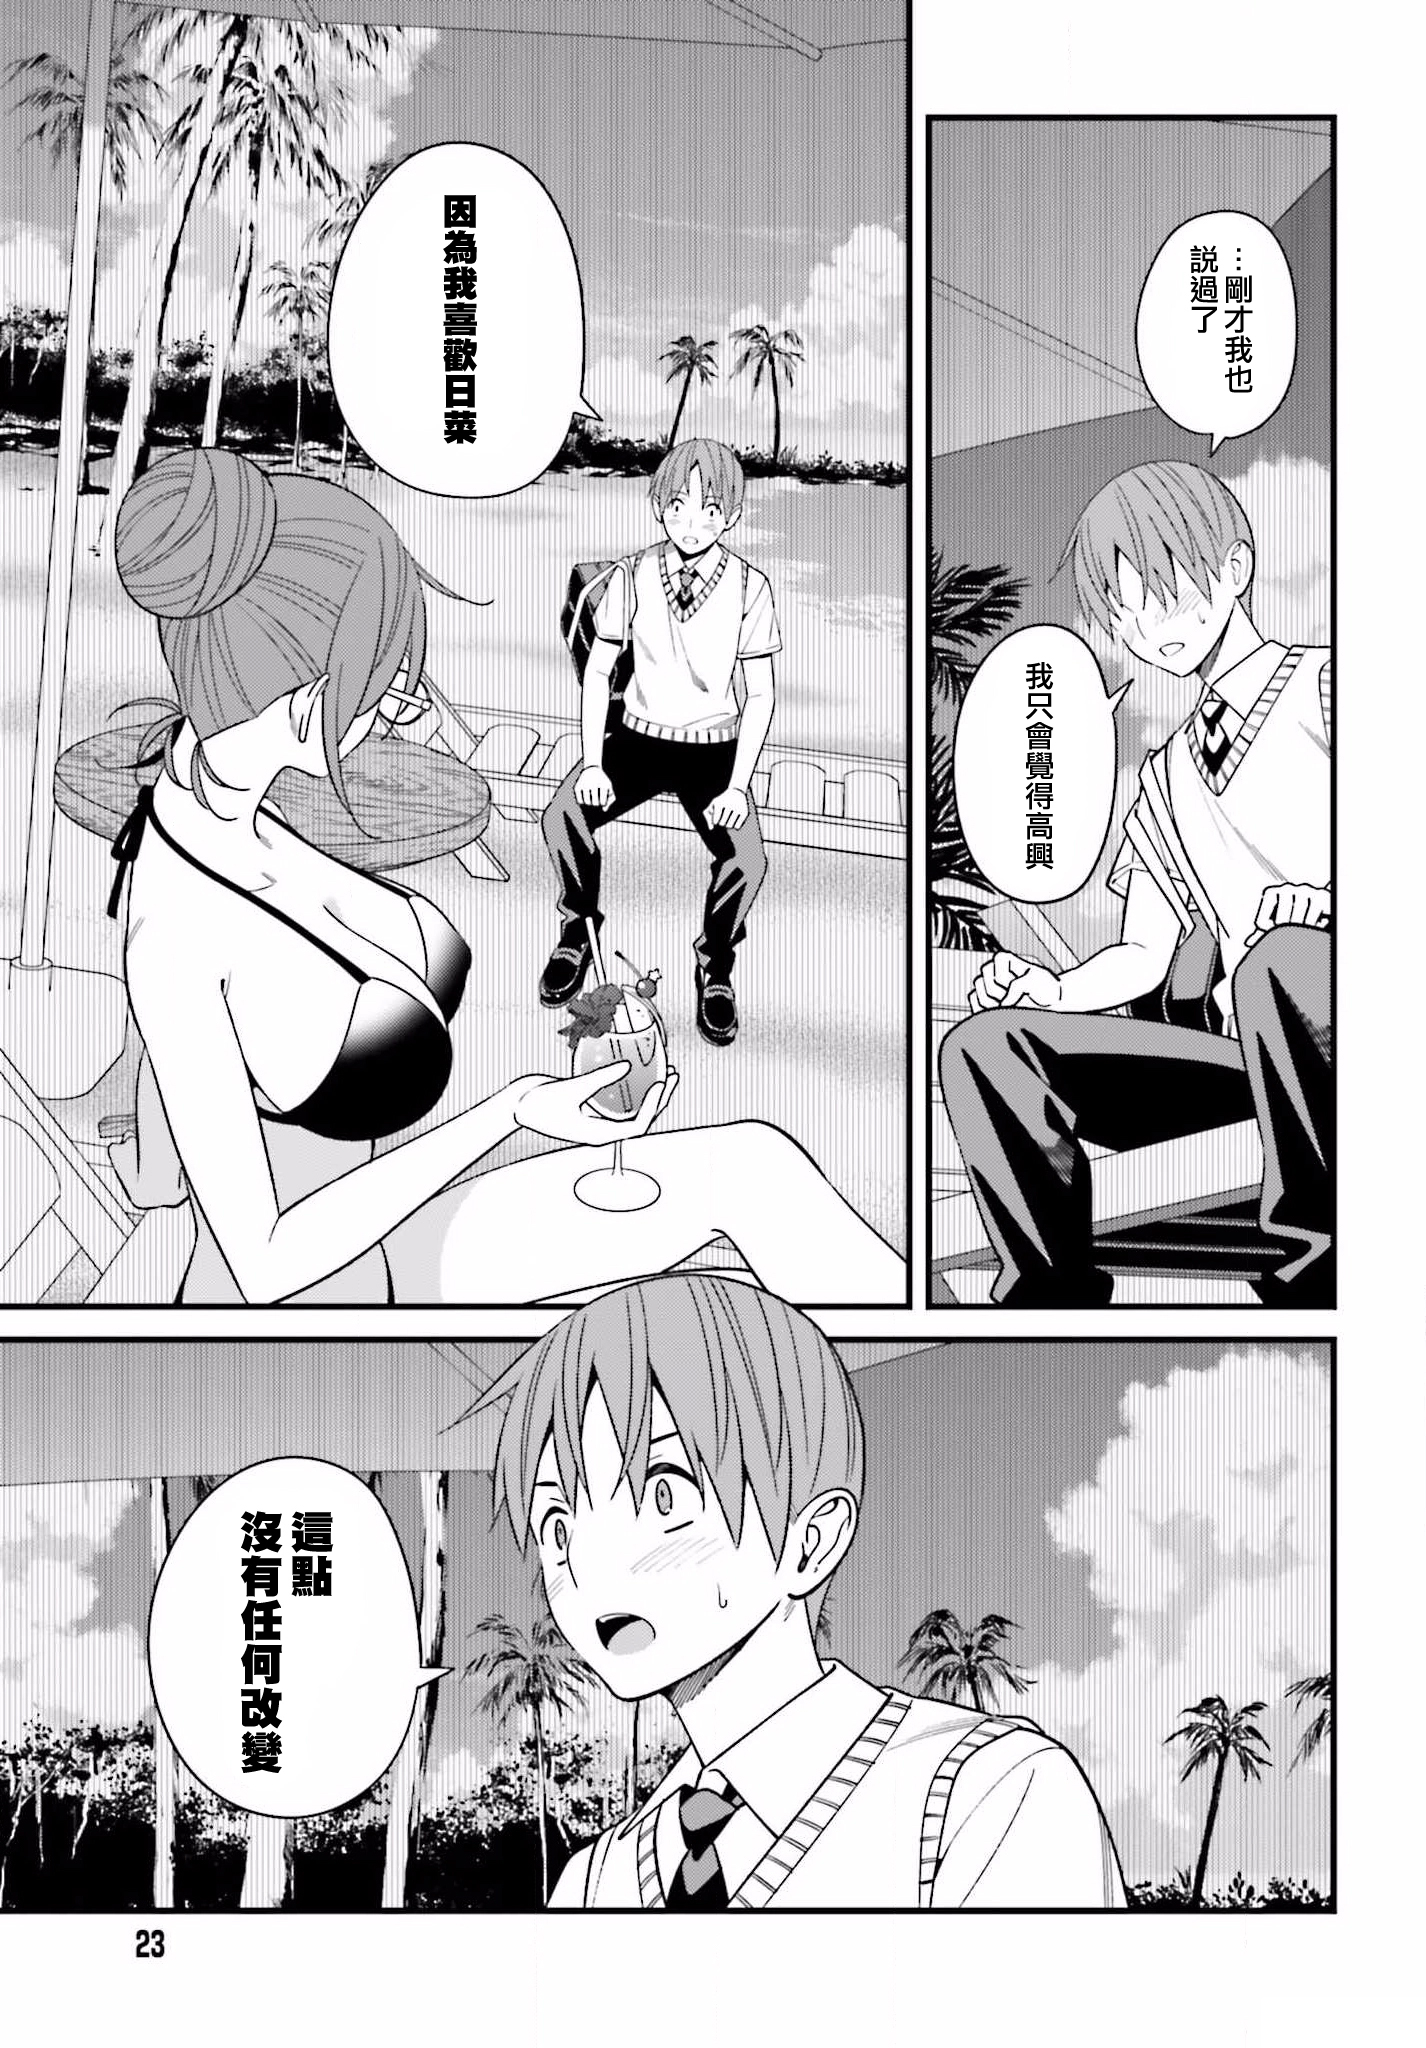 …剛才我也
說過了
我只會覺得高興
因為我喜歡日菜
這點
沒有任何改變
23